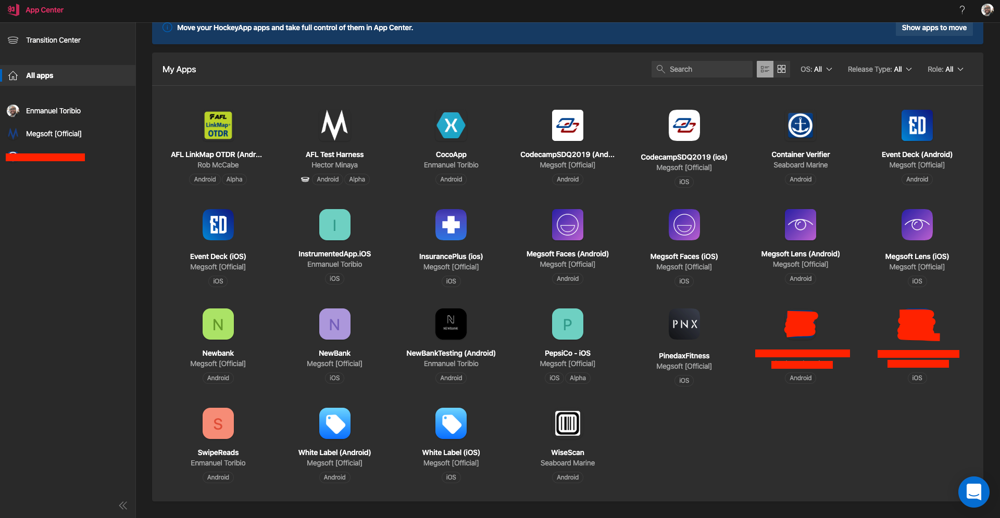 App Center
?
Transition Center
All apps
Enmanuel Toribio
Megsoft [Official]
Move your HockeyApp apps and take full control of them in App Center.
Show apps to move
My Apps
Search
OS: All
Release Type: All
Role: All
AFL
LinkMap
OTDR
AFL LinkMap OTDR (Andr...
Rob McCabe
Android Alpha
AFL Test Harness
Hector Minaya
Android Alpha
X
CocoApp
Enmanuel Toribio
Android
CodecampSDQ2019 (And...
Megsoft [Official]
Android
CodecampSDQ2019 (ios)
Megsoft [Official]
iOS
Container Verifier
Seaboard Marine
Android
ED
Event Deck (Android)
Megsoft [Official]
Android
ED
Event Deck (iOS)
Megsoft [Official]
iOS
I
InstrumentedApp.iOS
Enmanuel Toribio
iOS
InsurancePlus (ios)
Megsoft [Official]
iOS
Megsoft Faces (Android)
Megsoft [Official]
Android
Megsoft Faces (iOS)
Megsoft [Official]
iOS
Megsoft Lens (Android)
Megsoft [Official]
Android
Megsoft Lens (iOS)
Megsoft [Official]
iOS
N
Newbank
Megsoft [Official]
Android
N
NewBank
Megsoft [Official]
iOS
N
NEWBANK
NewBankTesting (Android)
Enmanuel Toribio
Android
P
PepsiCo - iOS
Megsoft [Official]
iOS Alpha
PNX
PinedaxFitness
Megsoft [Official]
iOS
Android
iOS
S
SwipeReads
Enmanuel Toribio
Android
White Label (Android)
Megsoft [Official]
Android
White Label (iOS)
Megsoft [Official]
iOS
WiseScan
Seaboard Marine
Android